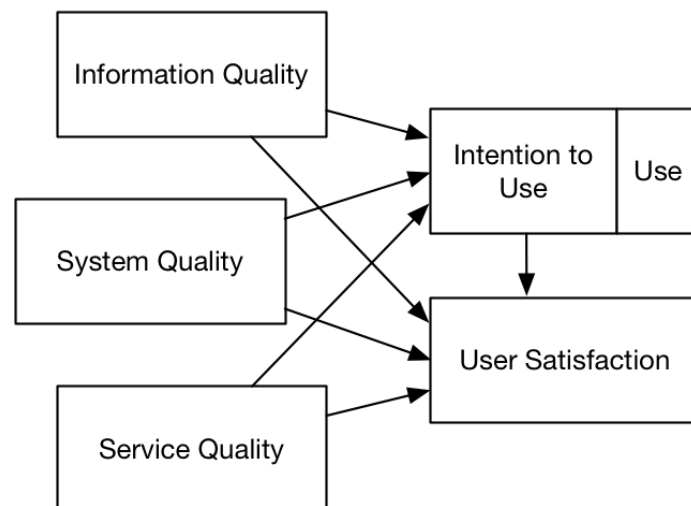 Information Quality
Intention to
Use
Use
System Quality
User Satisfaction
Service Quality